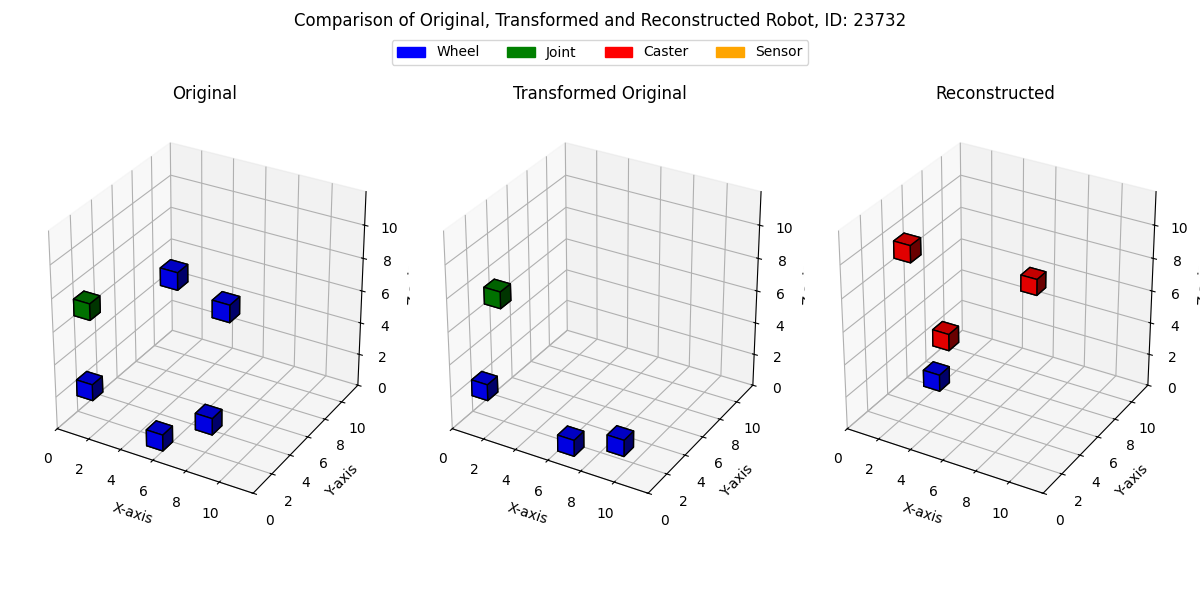 Comparison of Original, Transformed and Reconstructed Robot, ID: 23732
Wheel Joint Caster Sensor
Original Transformed Original Reconstructed
10 10 10
8 8 8
6 6 6
4 4 4
2 2 2
0 0 0
10 10 10
8 8 8
6 6 6
4 4 4
2 2 2
0 0 0
0 2 4 6 8 10 0 2 4 6 8 10 0 2 4 6 8 10
X-axis Y-axis X-axis Y-axis X-axis Y-axis